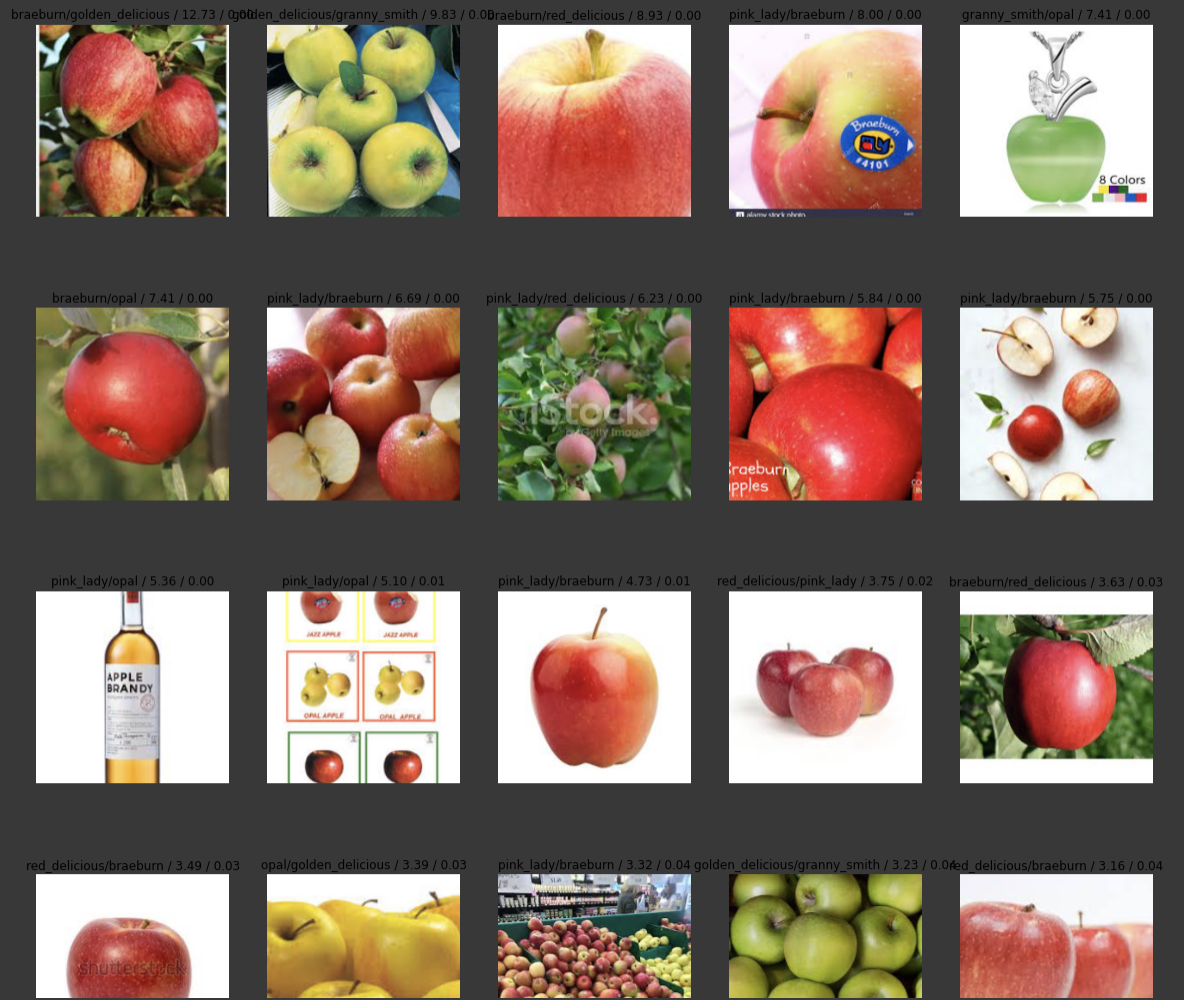 braeburn/golden_delicious / 12.73 / 0.00
golden_delicious/granny_smith / 9.83 / 0.00
braeburn/red_delicious / 8.93 / 0.00
pink_lady/braeburn / 8.00 / 0.00
granny_smith/opal / 7.41 / 0.00
Braeburn
#4101
a alamy stock photo
8 Colors
braeburn/opal / 7.41 / 0.00
pink_lady/braeburn / 6.69 / 0.00
pink_lady/red_delicious / 6.23 / 0.00
pink_lady/braeburn / 5.84 / 0.00
pink_lady/braeburn / 5.75 / 0.00
iStock.
by Getty Images
Braeburn
apples
pink_lady/opal / 5.36 / 0.00
pink_lady/opal / 5.10 / 0.01
pink_lady/braeburn / 4.73 / 0.01
red_delicious/pink_lady / 3.75 / 0.02
braeburn/red_delicious / 3.63 / 0.03
APPLE
BRANDY
JAZZ APPLE
JAZZ APPLE
OPAL APPLE
OPAL APPLE
red_delicious/braeburn / 3.49 / 0.03
opal/golden_delicious / 3.39 / 0.03
pink_lady/braeburn / 3.32 / 0.04
golden_delicious/granny_smith / 3.23 / 0.04
red_delicious/braeburn / 3.16 / 0.04
shutterstock